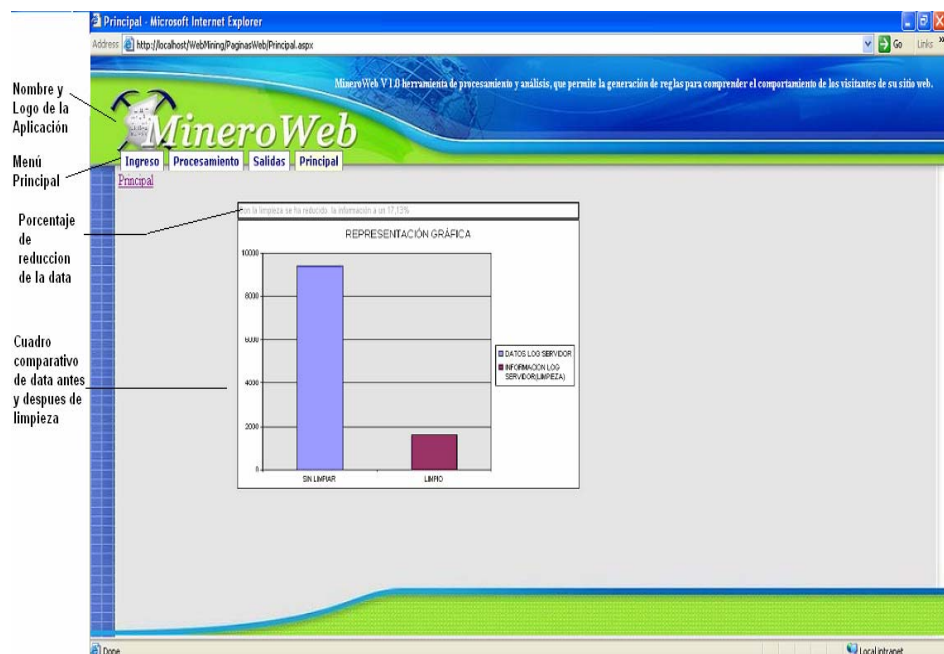 Principal - Microsoft Internet Explorer
Address http://localhost/WebMining/PaginasWeb/Principal.aspx Go Links »
MineroWeb V1.0 herramienta de procesamiento y análisis, que permite la generación de reglas para comprender el comportamiento de los visitantes de su sitio web.
Nombre y
Logo de la
Aplicación
MineroWeb
Menú
Principal
Ingreso Procesamiento Salidas Principal
Principal
Porcentaje
de
reduccion
de la data
con la limpieza se ha reducido, la información a un 17,13%
REPRESENTACIÓN GRÁFICA
10000
8000
6000
4000
2000
0
SIN LIMPIAR LIMPIO
DATOS LOG SERVIDOR
INFORMACION LOG
SERVIDOR(LIMPIEZA)
Cuadro
comparativo
de data antes
y despues de
limpieza
Done
Local intranet